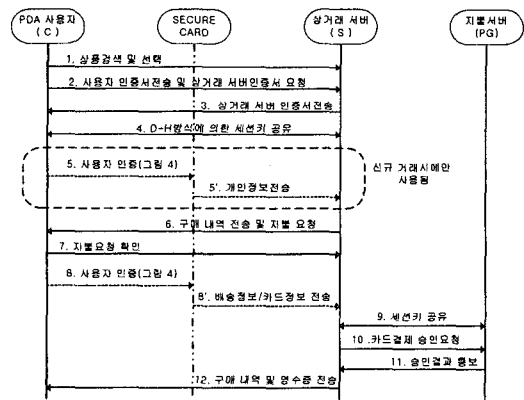 PDA 사용자
( C )
SECURE
CARD
상거래 서버
( S )
지불서버
(PG)
1. 상품검색 및 선택
2. 사용자 인증서전송 및 상거래 서버인증서 요청
3. 상거래 서버 인증서전송
4. D-H방식에 의한 세션키 공유
5. 사용자 인증(그림 4)
5'. 개인정보전송
신규 거래시에만
사용됨
6. 구매 내역 전송 및 지불 요청
7. 지불요청 확인
8. 사용자 인증(그림 4)
8'. 배송정보/카드정보 전송
9. 세션키 공유
10 .카드결제 승인요청
11. 승인결과 통보
12. 구매 내역 및 영수증 전송